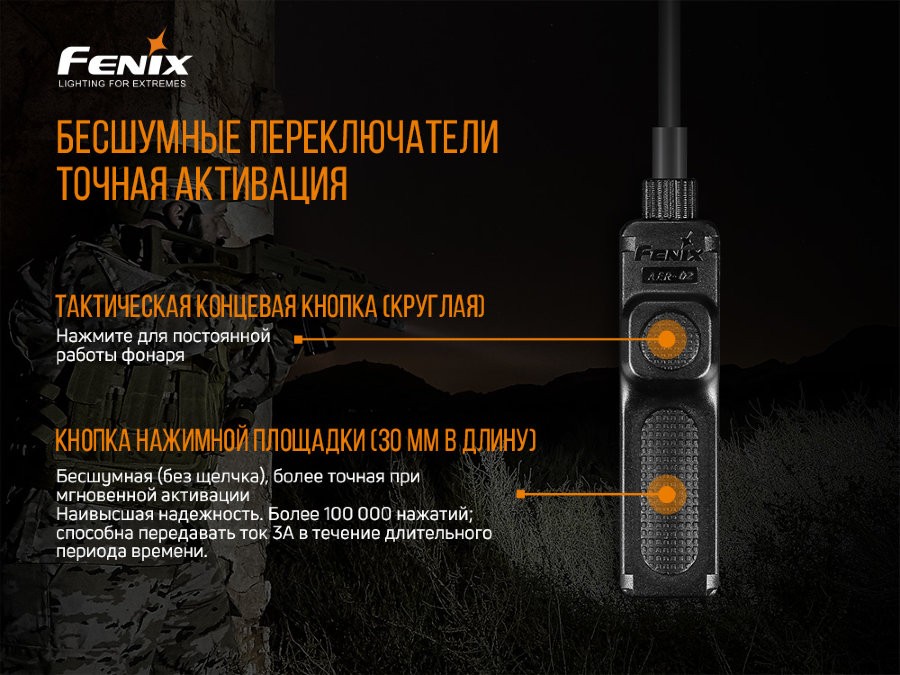 FENIX
LIGHTING FOR EXTREMES
БЕСШУМНЫЕ ПЕРЕКЛЮЧАТЕЛИ
ТОЧНАЯ АКТИВАЦИЯ
FENIX
AER-02
ТАКТИЧЕСКАЯ КОНЦЕВАЯ КНОПКА (КРУГЛАЯ)
Нажмите для постоянной
работы фонаря
КНОПКА НАЖИМНОЙ ПЛОЩАДКИ (30 ММ В ДЛИНУ)
Бесшумная (без щелчка), более точная при
мгновенной активации
Наивысшая надежность. Более 100 000 нажатий;
способна передавать ток 3А в течение длительного
периода времени.